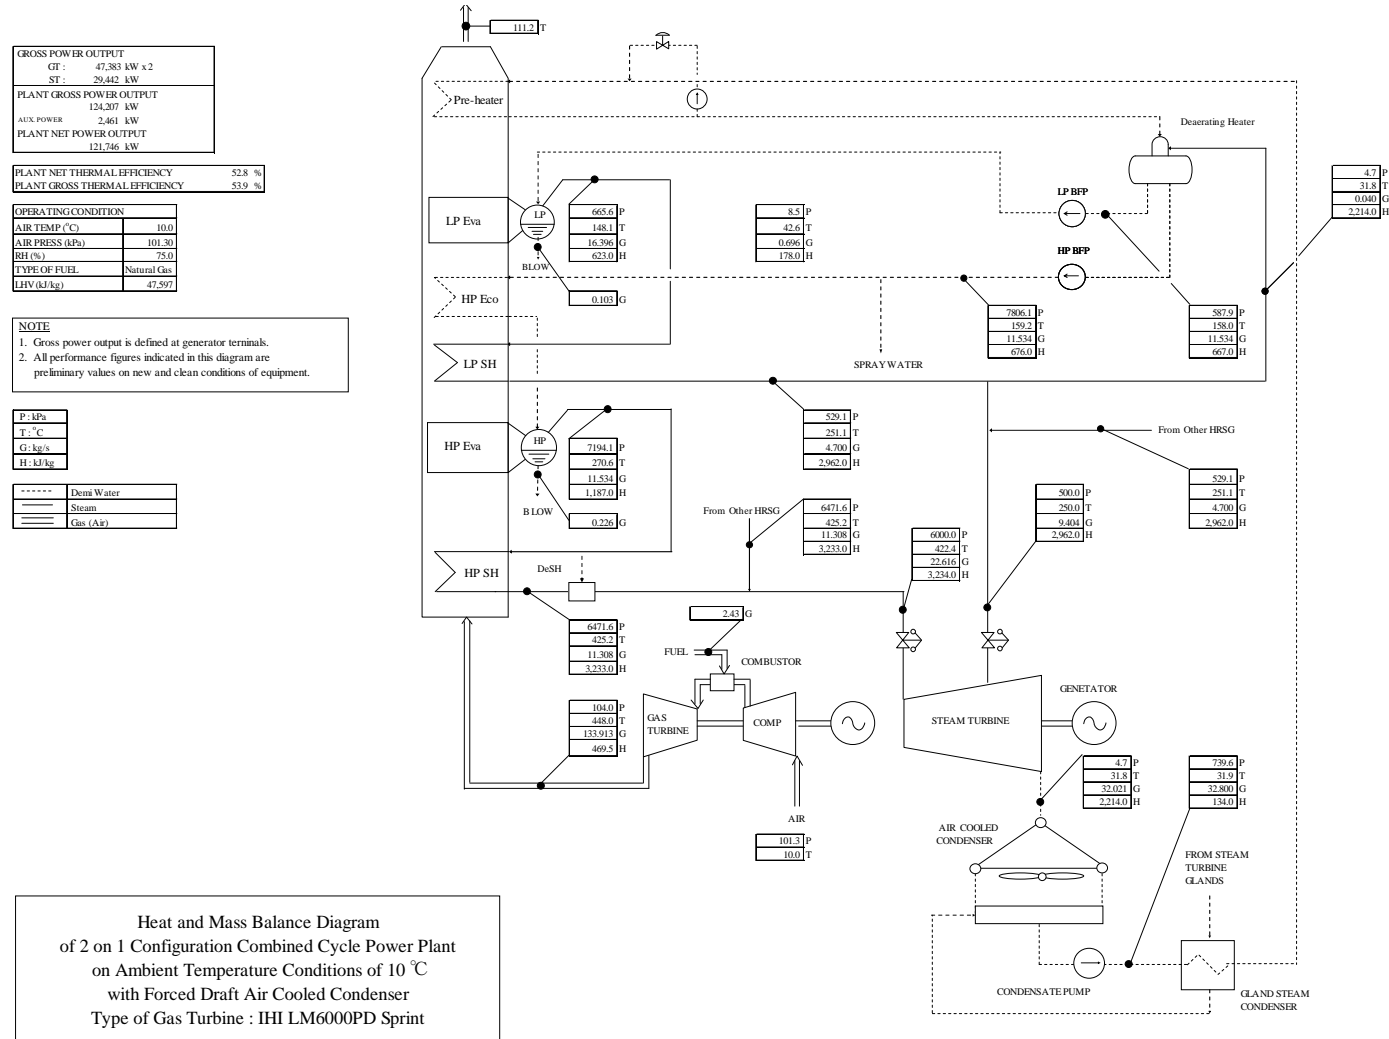 111.2 T
GROSS POWER OUTPUT
GT : 47,383 kW x 2
ST : 29,442 kW
PLANT GROSS POWER OUTPUT
124,207 kW
AUX. POWER 2,461 kW
PLANT NET POWER OUTPUT
121,746 kW
PLANT NET THERMAL EFFICIENCY 52.8 %
PLANT GROSS THERMAL EFFICIENCY 53.9 %
OPERATING CONDITION
AIR TEMP (°C) 10.0
AIR PRESS (kPa) 101.30
RH (%) 75.0
TYPE OF FUEL Natural Gas
LHV (kJ/kg) 47,597
NOTE
1. Gross power output is defined at generator terninals.
2. All performance figures indicated in this diagram are
preliminary values on new and clean conditions of equipment.
P : kPa
T : °C
G : kg/s
H : kJ/kg
Demi Water
Steam
Gas (Air)
Pre-heater
Deaerating Heater
LP Eva
LP
BLOW
665.6 P
148.1 T
16.396 G
623.0 H
0.103 G
8.5 P
42.6 T
0.696 G
178.0 H
LP BFP
HP BFP
4.7 P
31.8 T
0.040 G
2,214.0 H
HP Eco
7806.1 P
159.2 T
11.534 G
676.0 H
587.9 P
158.0 T
11.534 G
667.0 H
SPRAY WATER
LP SH
529.1 P
251.1 T
4.700 G
2,962.0 H
From Other HRSG
529.1 P
251.1 T
4.700 G
2,962.0 H
HP Eva
HP
BLOW
7194.1 P
270.6 T
11.534 G
1,187.0 H
0.226 G
From Other HRSG
6471.6 P
425.2 T
11.308 G
3,233.0 H
500.0 P
250.0 T
9.404 G
2,962.0 H
6000.0 P
422.4 T
22.616 G
3,234.0 H
HP SH
DeSH
6471.6 P
425.2 T
11.308 G
3,233.0 H
2.43 G
FUEL
COMBUSTOR
104.0 P
448.0 T
133.913 G
469.5 H
GAS
TURBINE
COMP
STEAM TURBINE
GENETATOR
AIR
101.3 P
10.0 T
4.7 P
31.8 T
32.021 G
2,214.0 H
739.6 P
31.9 T
32.800 G
134.0 H
AIR COOLED
CONDENSER
FROM STEAM
TURBINE
GLANDS
CONDENSATE PUMP
GLAND STEAM
CONDENSER
Heat and Mass Balance Diagram
of 2 on 1 Configuration Combined Cycle Power Plant
on Ambient Temperature Conditions of 10 ℃
with Forced Draft Air Cooled Condenser
Type of Gas Turbine : IHI LM6000PD Sprint